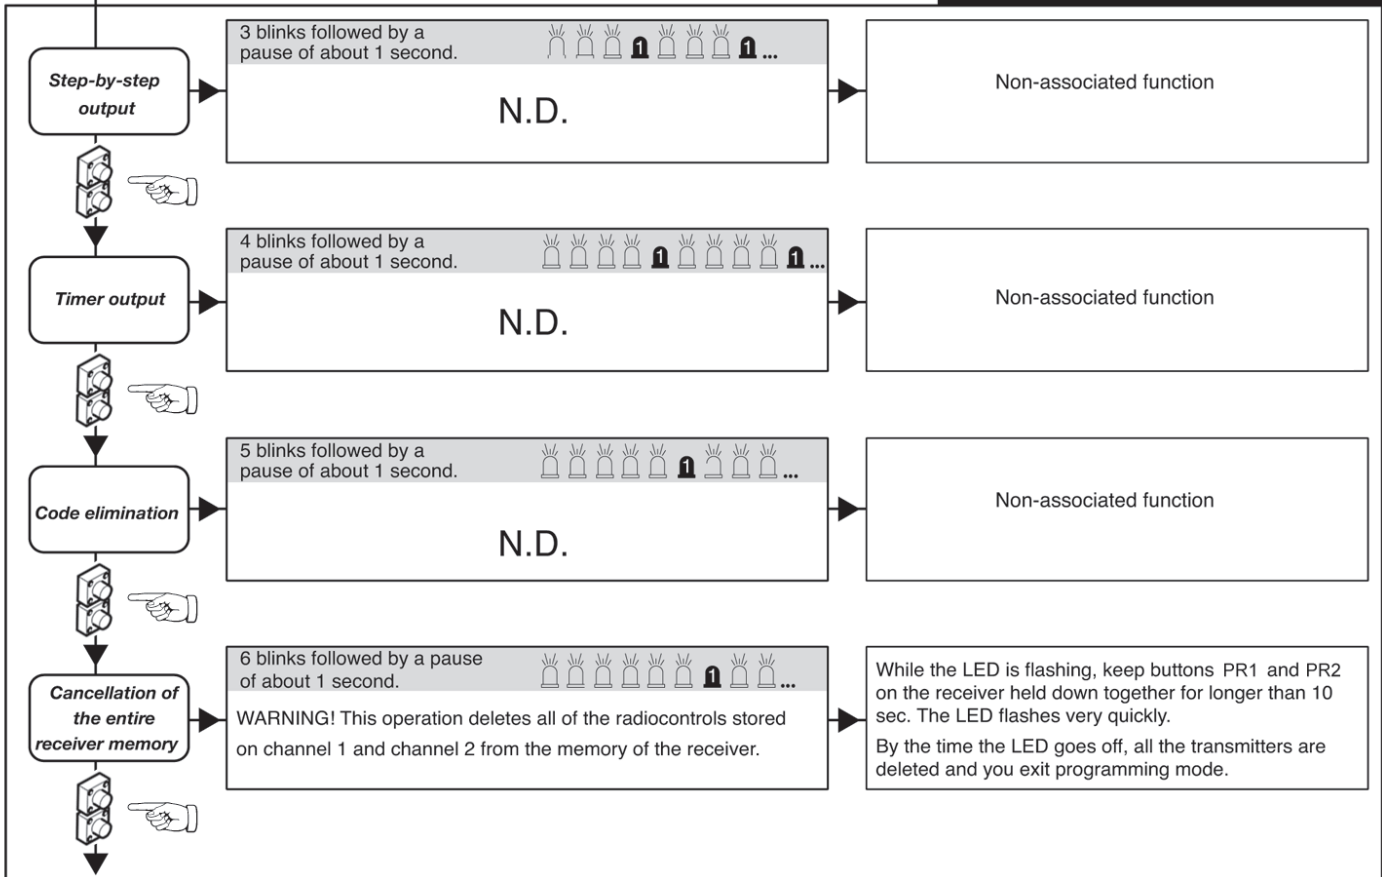 Step-by-step
output
3 blinks followed by a
pause of about 1 second.
1 1 ...
N.D.
Non-associated function
Timer output
4 blinks followed by a
pause of about 1 second.
1 1 ...
N.D.
Non-associated function
Code elimination
5 blinks followed by a
pause of about 1 second.
1 ...
N.D.
Non-associated function
Cancellation of
the entire
receiver memory
6 blinks followed by a pause
of about 1 second.
1 ...
WARNING! This operation deletes all of the radiocontrols stored
on channel 1 and channel 2 from the memory of the receiver.
While the LED is flashing, keep buttons PR1 and PR2
on the receiver held down together for longer than 10
sec. The LED flashes very quickly.
By the time the LED goes off, all the transmitters are
deleted and you exit programming mode.